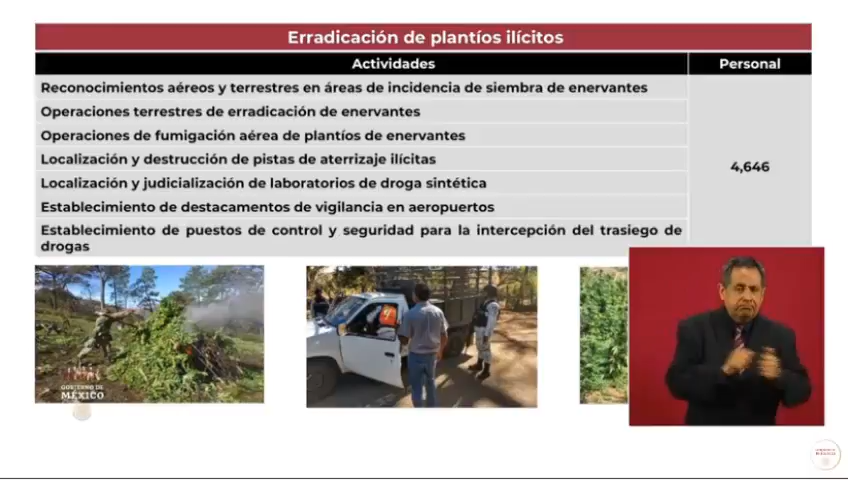 Erradicación de plantíos ilícitos
Actividades Personal
Reconocimientos aéreos y terrestres en áreas de incidencia de siembra de enervantes
Operaciones terrestres de erradicación de enervantes
Operaciones de fumigación aérea de plantíos de enervantes
Localización y destrucción de pistas de aterrizaje ilícitas
4,646
Localización y judicialización de laboratorios de droga sintética
Establecimiento de destacamentos de vigilancia en aeropuertos
Establecimiento de puestos de control y seguridad para la intercepción del trasiego de
drogas
GOBIERNO DE
MÉXICO